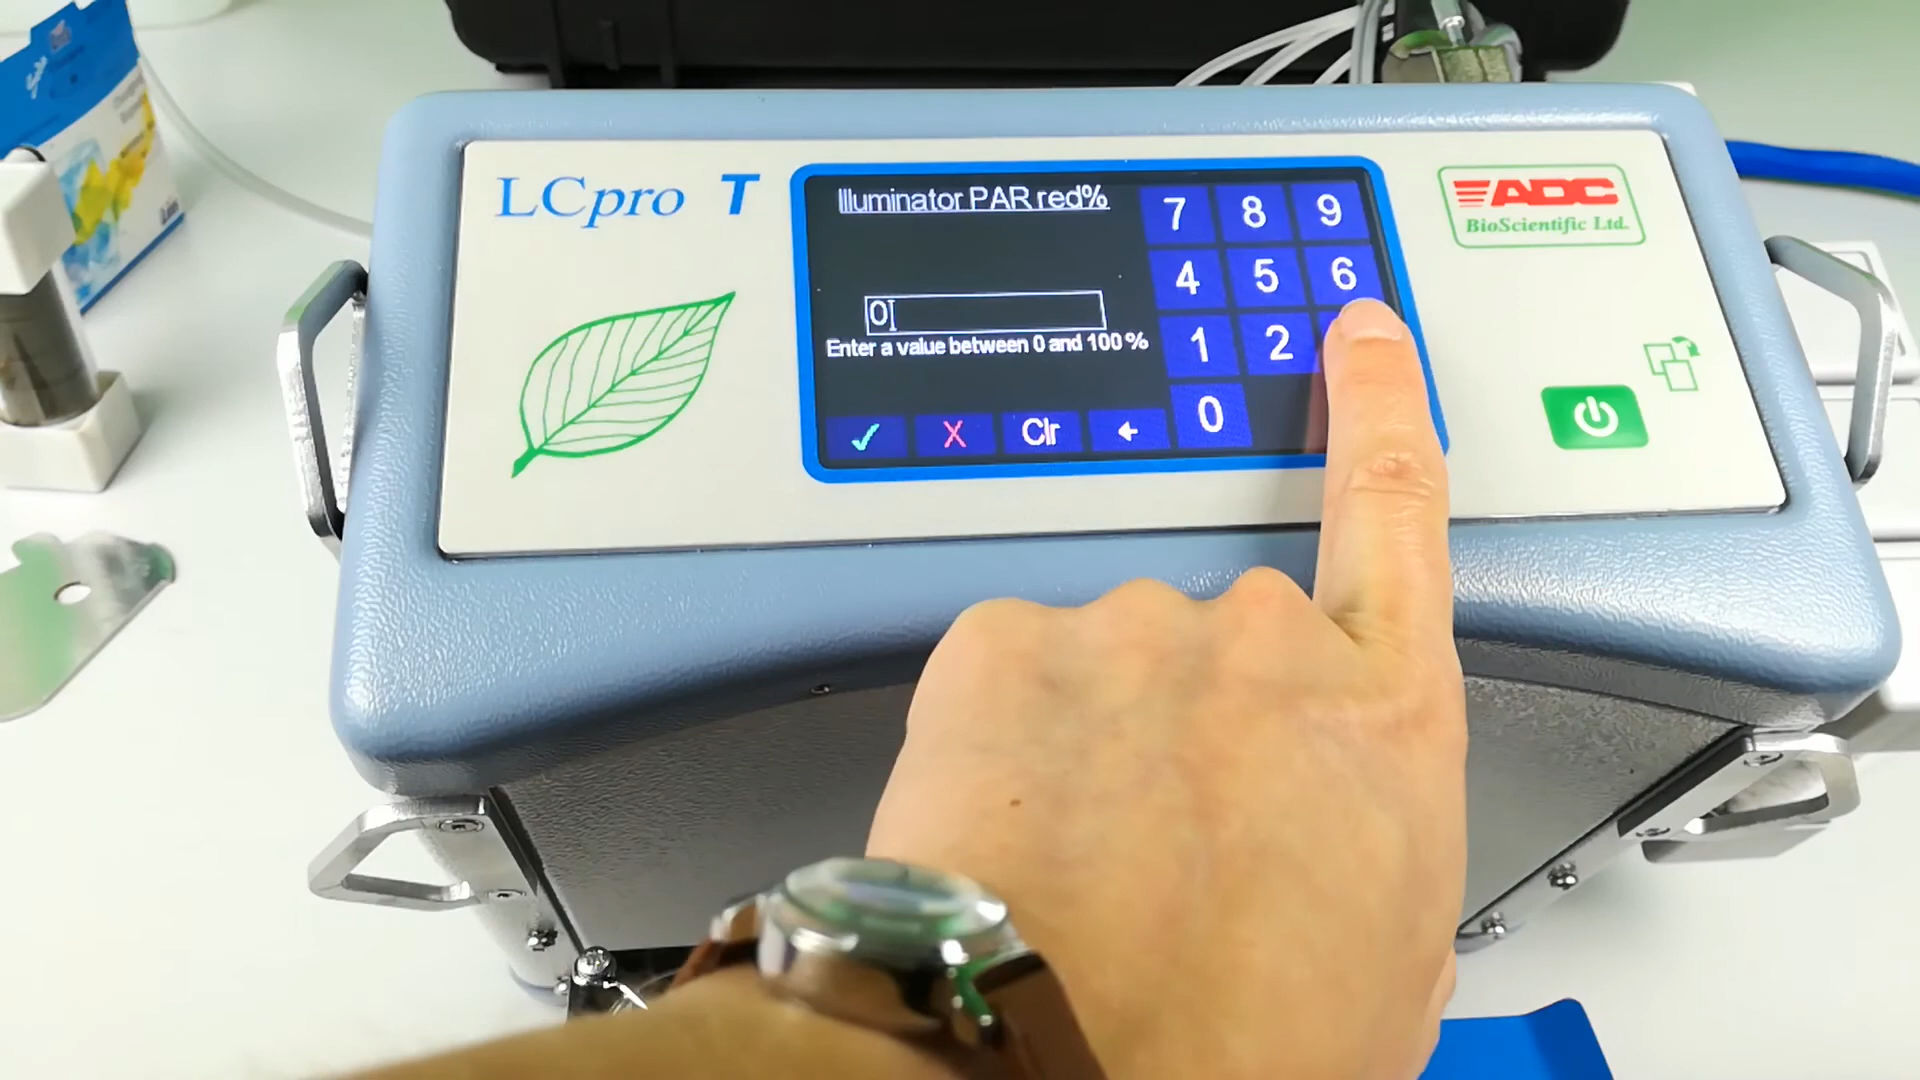 LCpro T
Illuminator PAR red%
0
Enter a value between 0 and 100 %
7 8 9
4 5 6
1 2
0
X Clr
ADC
BioScientific Ltd.